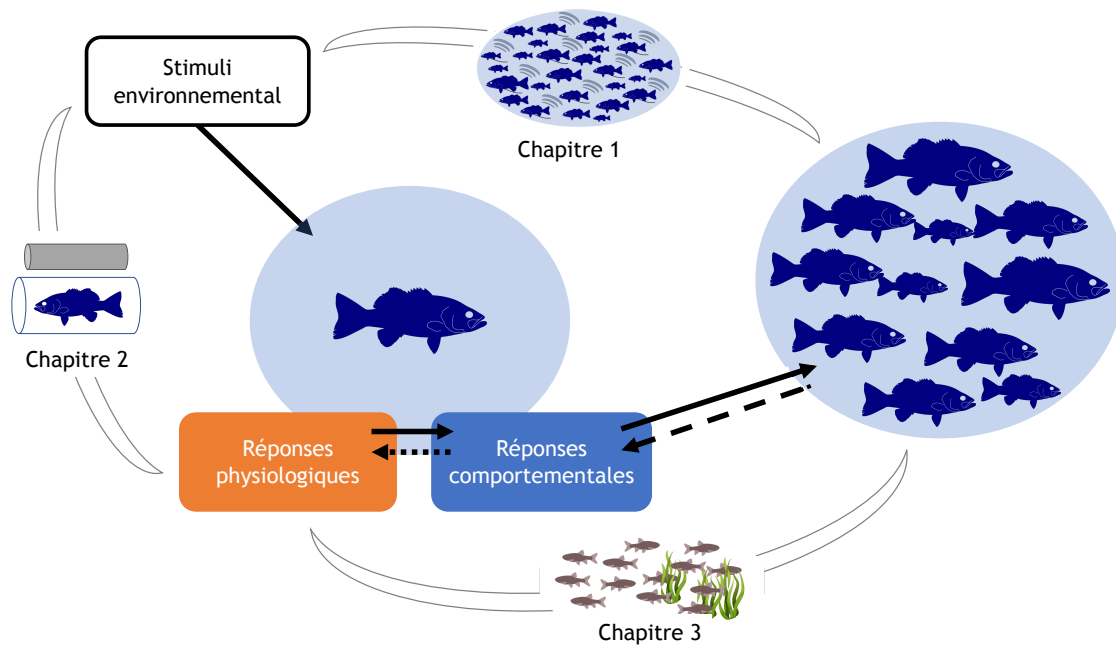 Stimuli
environnemental
Chapitre 1
Chapitre 2
Réponses
physiologiques
Réponses
comportementales
Chapitre 3